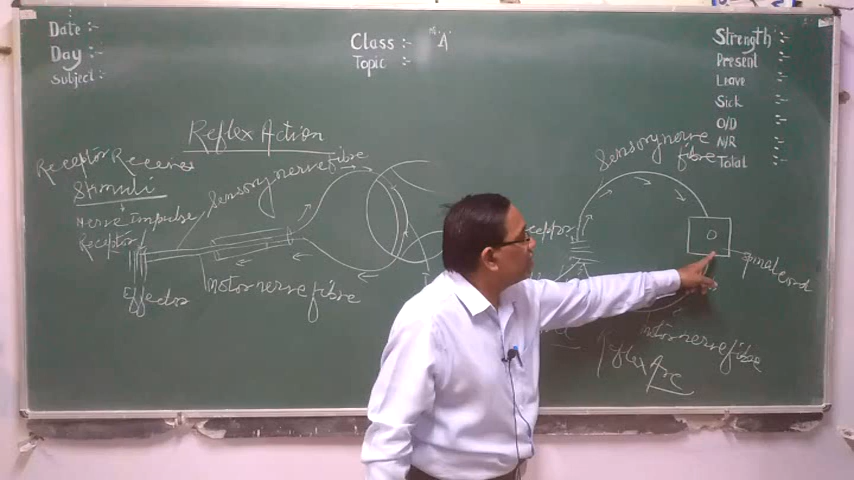 Date :-
Day :-
Subject :-
Class :- "A"
Topic :-
Strength :-
Present :-
Leave :-
Sick :-
O/D :-
N/R :-
Total :-
Reflex Action
Receptor Receives
Stimuli
Nerve Impulse
Receptor
Sensory nerve fibre
Effector
Motor nerve fibre
Sensory nerve
fibre
Receptor
Spinal cord
Motor nerve fibre
Reflex Arc